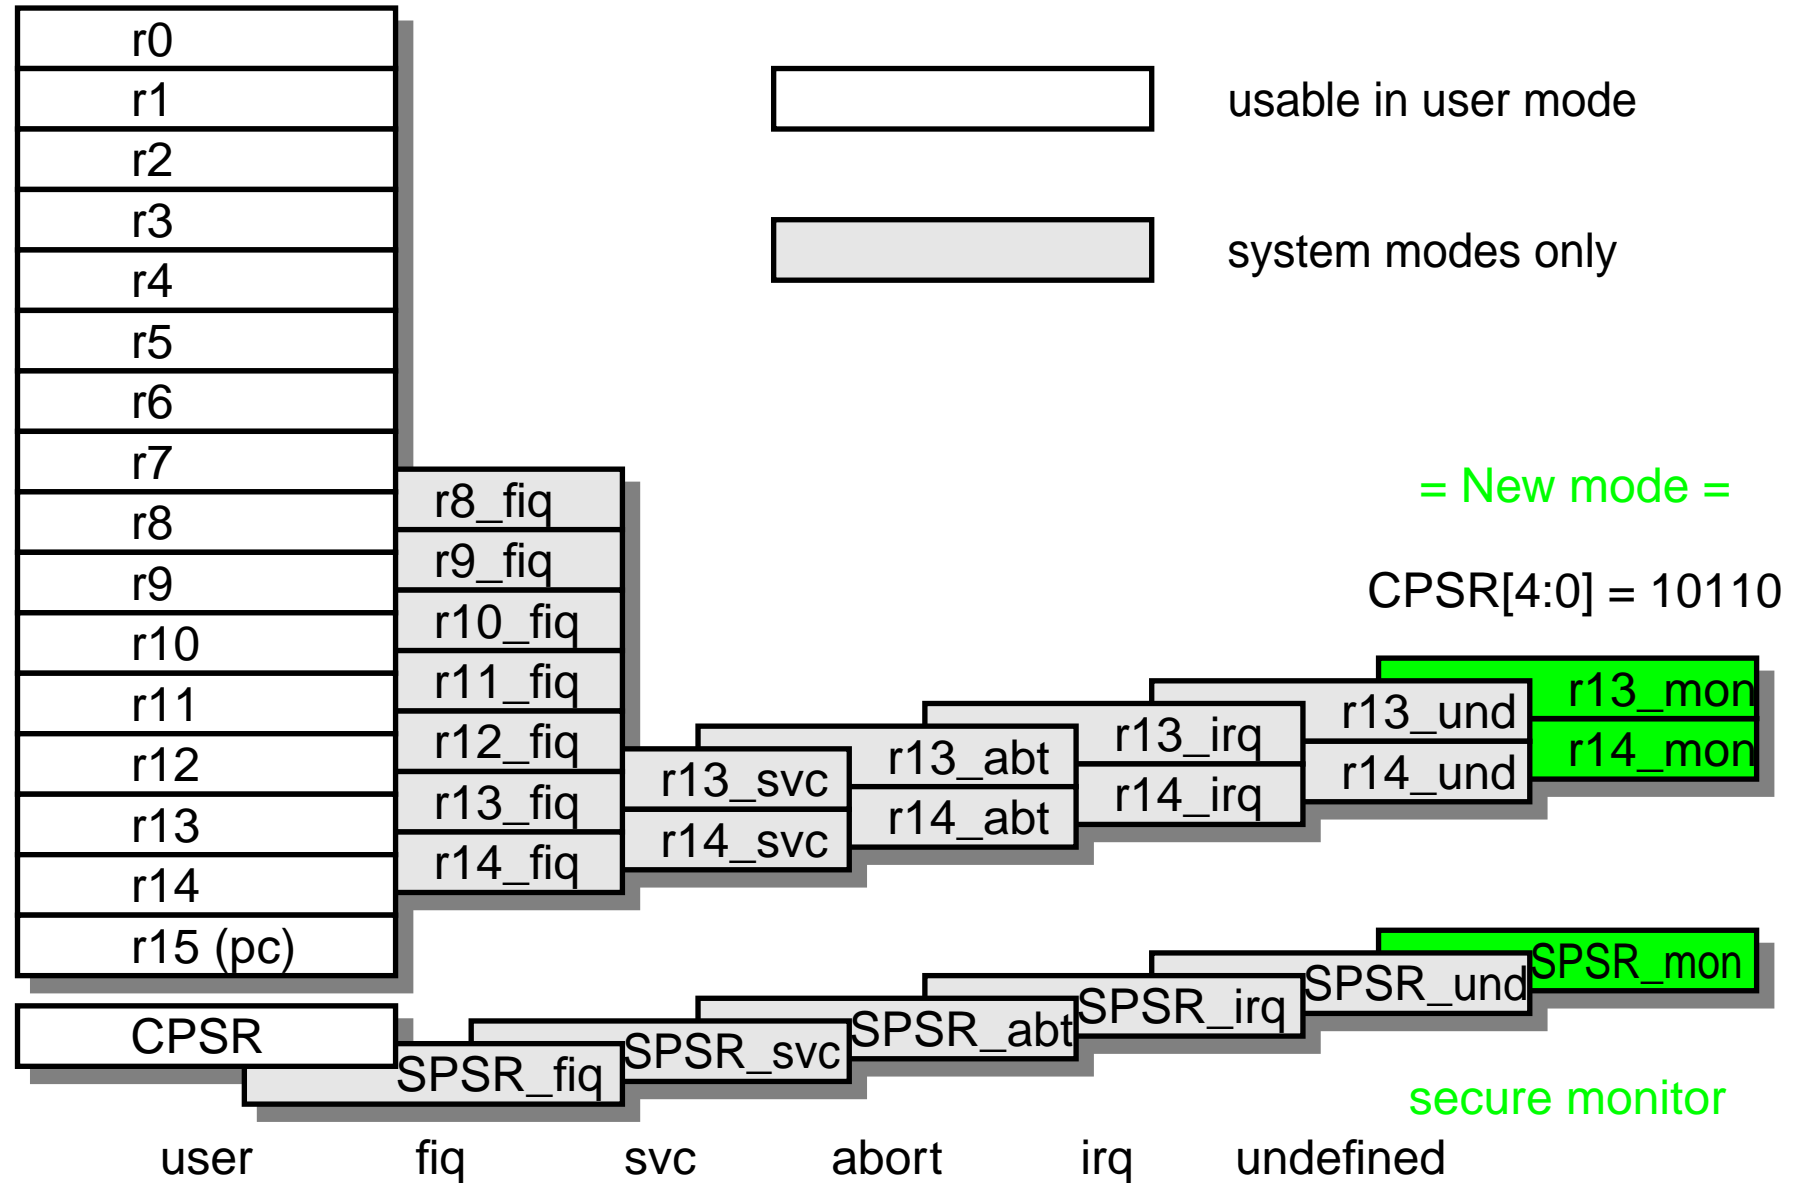 r0
r1
r2
r3
r4
r5
r6
r7
r8
r9
r10
r11
r12
r13
r14
r15 (pc)
CPSR
r8_fiq
r9_fiq
r10_fiq
r11_fiq
r12_fiq
r13_fiq
r14_fiq
SPSR_fiq
r13_svc
r14_svc
SPSR_svc
r13_abt
r14_abt
SPSR_abt
r13_irq
r14_irq
SPSR_irq
r13_und
r14_und
SPSR_und
usable in user mode
system modes only
= New mode =
CPSR[4:0] = 10110
r13_mon
r14_mon
SPSR_mon
secure monitor
user fiq svc abort irq undefined